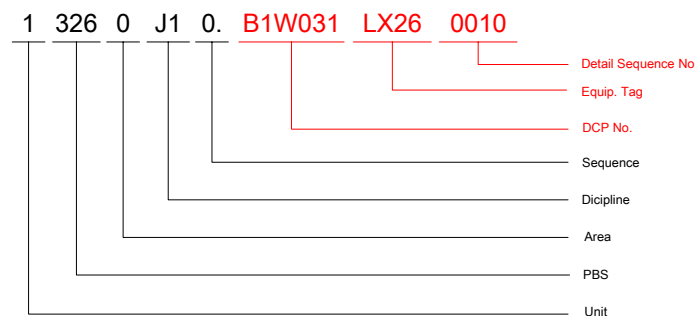 1 326 0 J1 0. B1W031 LX26 0010
Detail Sequence No
Equip. Tag
DCP No.
Sequence
Dicipline
Area
PBS
Unit